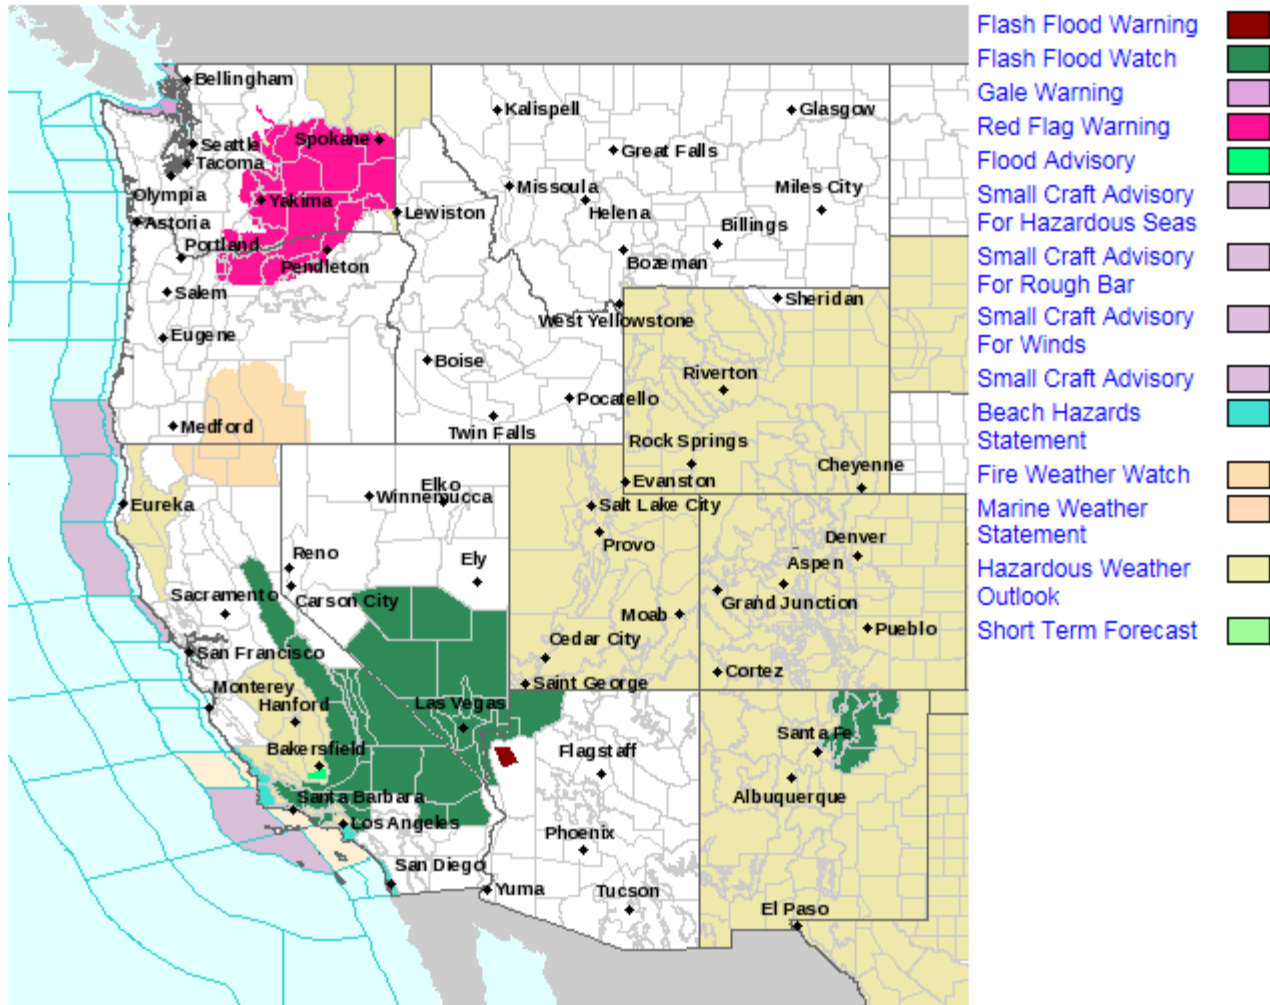 Bellingham
Seattle
Tacoma
Olympia
Astoria
Portland
Salem
Eugene
Medford
Spokane
Yakima
Pendleton
Lewiston
Kalispell
Glasgow
Great Falls
Missoula
Helena
Miles City
Billings
Bozeman
West Yellowstone
Sheridan
Boise
Pocatello
Twin Falls
Riverton
Rock Springs
Evanston
Cheyenne
Eureka
Elko
Winnemucca
Reno
Ely
Carson City
Sacramento
San Francisco
Salt Lake City
Provo
Moab
Cedar City
Saint George
Denver
Aspen
Grand Junction
Pueblo
Cortez
Monterey
Hanford
Bakersfield
Santa Barbara
Los Angeles
San Diego
Las Vegas
Flagstaff
Phoenix
Yuma
Tucson
Santa Fe
Albuquerque
El Paso
Flash Flood Warning
Flash Flood Watch
Gale Warning
Red Flag Warning
Flood Advisory
Small Craft Advisory
For Hazardous Seas
Small Craft Advisory
For Rough Bar
Small Craft Advisory
For Winds
Small Craft Advisory
Beach Hazards
Statement
Fire Weather Watch
Marine Weather
Statement
Hazardous Weather
Outlook
Short Term Forecast